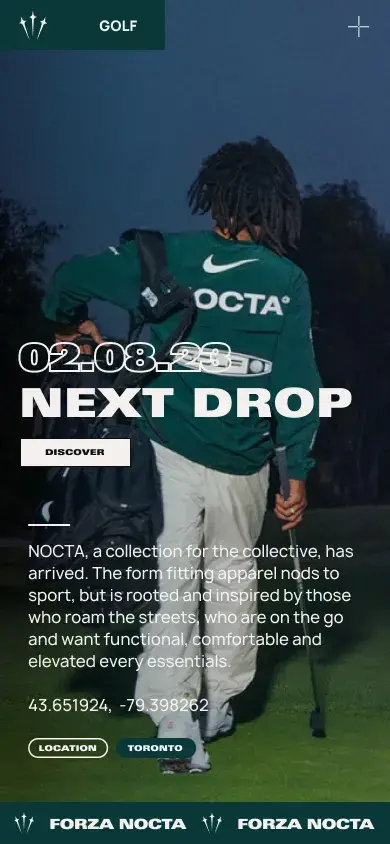 GOLF
NOCTA®
02.08.23
NEXT DROP
DISCOVER
NOCTA, a collection for the collective, has
arrived. The form fitting apparel nods to
sport, but is rooted and inspired by those
who roam the streets, who are on the go
and want functional, comfortable and
elevated every essentials.
43.651924, -79.398262
LOCATION TORONTO
FORZA NOCTA FORZA NOCTA